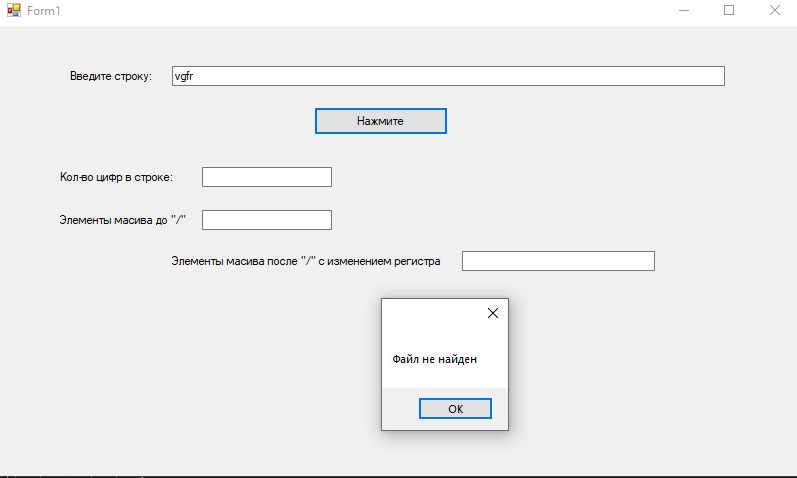 Form1
Введите строку:
vgfr
Нажмите
Кол-во цифр в строке:
Элементы масива до "/"
Элементы масива после "/" с изменением регистра
Файл не найден
OK